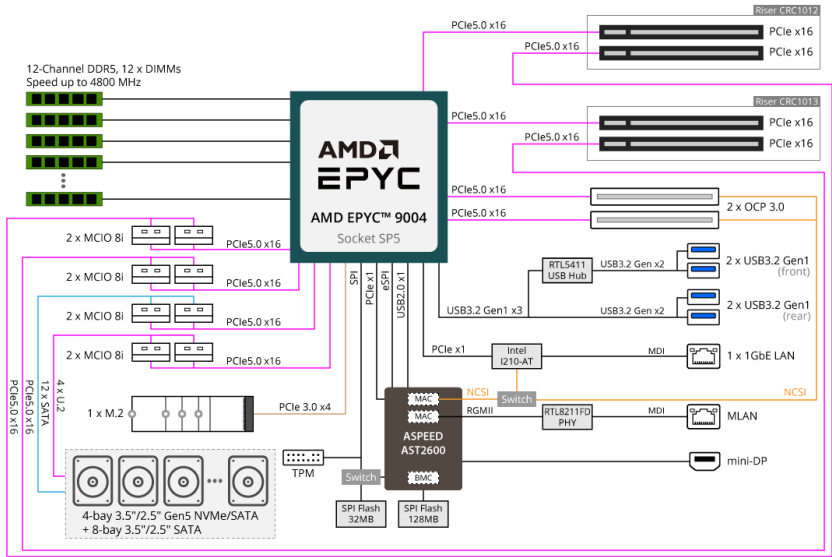 Riser CRC1012
PCIe5.0 x16
PCIe x16
PCIe5.0 x16
PCIe x16
12-Channel DDR5, 12 x DIMMs
Speed up to 4800 MHz
Riser CRC1013
PCIe5.0 x16
PCIe x16
PCIe5.0 x16
PCIe x16
AMD
EPYC
AMD EPYC™ 9004
Socket SP5
PCIe5.0 x16
PCIe5.0 x16
2 x OCP 3.0
2 x MCIO 8i
PCIe5.0 x16
2 x MCIO 8i
PCIe5.0 x16
2 x MCIO 8i
PCIe5.0 x16
2 x MCIO 8i
PCIe5.0 x16
SPI
PCIe x1
eSPI
USB2.0 x1
RTL5411
USB Hub
USB3.2 Gen x2
2 x USB3.2 Gen1
(front)
USB3.2 Gen1 x3
USB3.2 Gen x2
2 x USB3.2 Gen1
(rear)
PCIe x1
Intel
I210-AT
MDI
1 x 1GbE LAN
PCIe5.0 x16
PCIe5.0 x16
12 x SATA
4 x U.2
1 x M.2
PCIe 3.0 x4
MAC
NCSI
Switch
NCSI
MAC
RGMII
RTL8211FD
PHY
MDI
MLAN
ASPEED
AST2600
mini-DP
TPM
Switch
BMC
SPI Flash
32MB
SPI Flash
128MB
4-bay 3.5"/2.5" Gen5 NVMe/SATA
+ 8-bay 3.5"/2.5" SATA